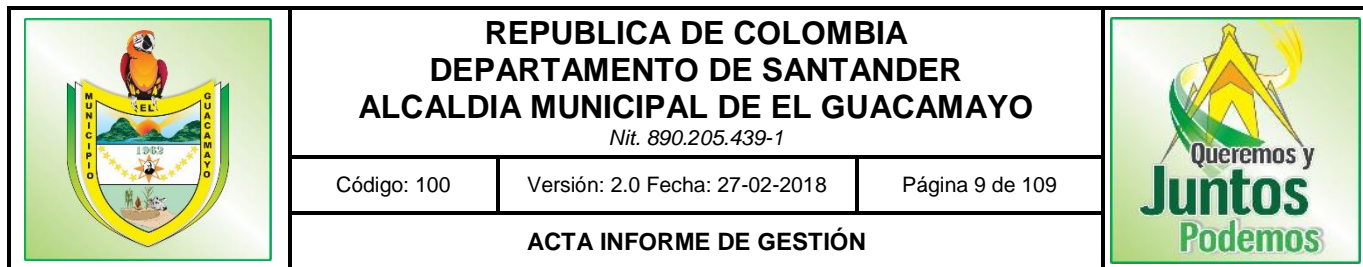 REPUBLICA DE COLOMBIA
DEPARTAMENTO DE SANTANDER
ALCALDIA MUNICIPAL DE EL GUACAMAYO
Nit. 890.205.439-1
Código: 100
Versión: 2.0 Fecha: 27-02-2018
Página 9 de 109
ACTA INFORME DE GESTIÓN
MUNICIPIO
EL
GUACAMAYO
1963
Queremos y
Juntos
Podemos